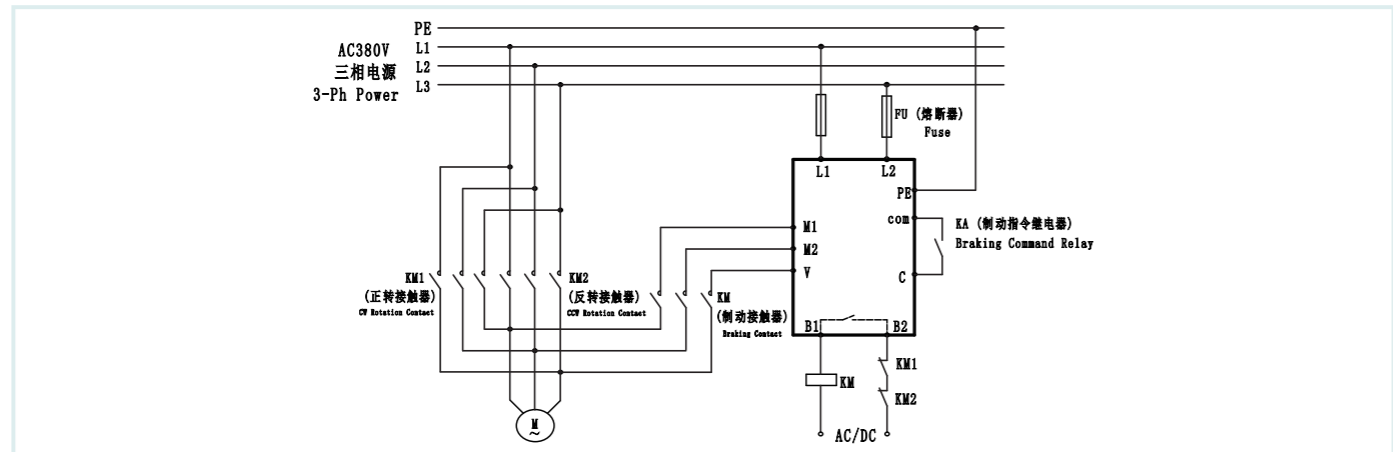 PE
AC380V
L1
三相电源
L2
3-Ph Power
L3
FU (熔断器)
Fuse
L1
L2
PE
com
KA (制动指令继电器)
Braking Command Relay
M1
M2
V
C
KM1
(正转接触器)
CW Rotation Contact
KM2
(反转接触器)
CCW Rotation Contact
KM
(制动接触器)
Braking Contact
B1
B2
KM1
KM
KM2
AC/DC
M
~